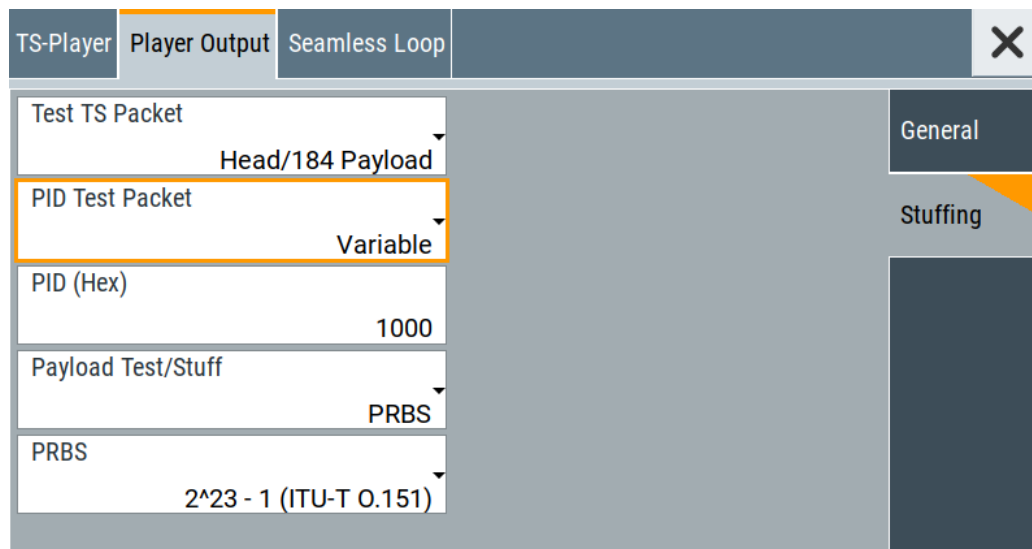 TS-Player Player Output Seamless Loop
Test TS Packet
Head/184 Payload
PID Test Packet
Variable
PID (Hex)
1000
Payload Test/Stuff
PRBS
PRBS
2^23 - 1 (ITU-T O.151)
General
Stuffing